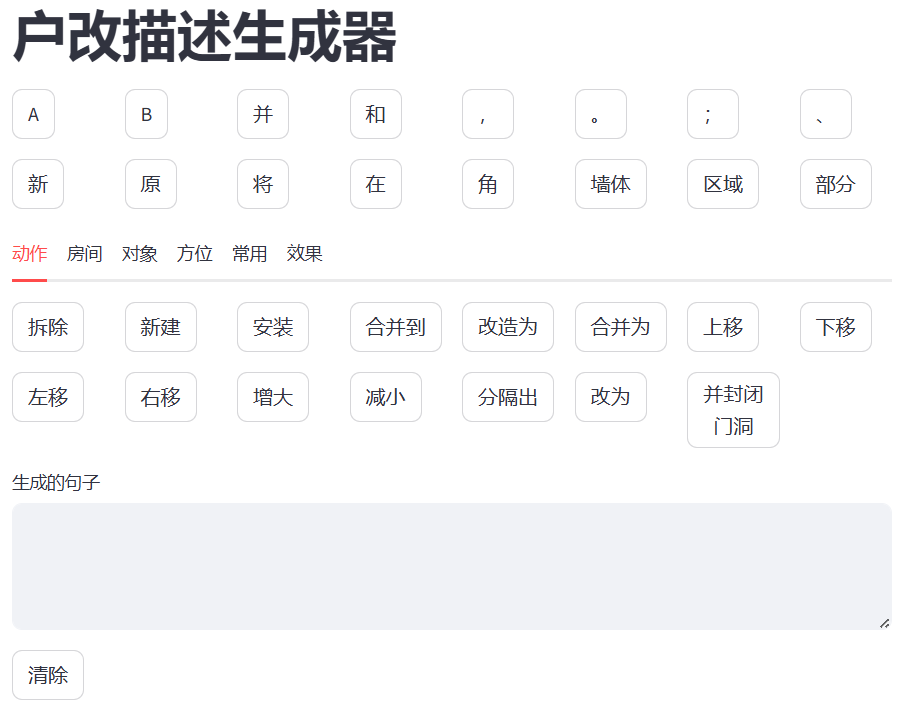 户改描述生成器
A B 并 和 , 。 ; 、
新 原 将 在 角 墙体 区域 部分
动作 房间 对象 方位 常用 效果
拆除 新建 安装 合并到 改造为 合并为 上移 下移
左移 右移 增大 减小 分隔出 改为 并封闭
门洞
生成的句子
清除